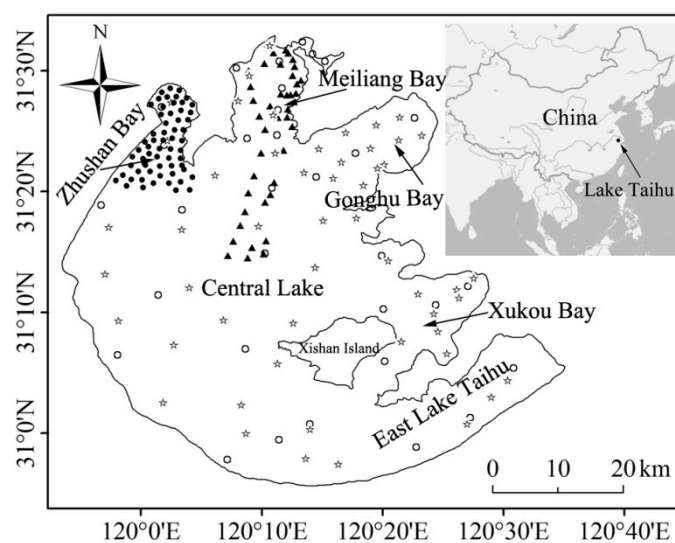 N
31°30'N
31°20'N
31°10'N
31°0'N
Zhushan Bay
Meiliang Bay
Gonghu Bay
Central Lake
Xishan Island
Xukou Bay
East Lake Taihu
China
Lake Taihu
0 10 20 km
120°0'E 120°10'E 120°20'E 120°30'E 120°40'E